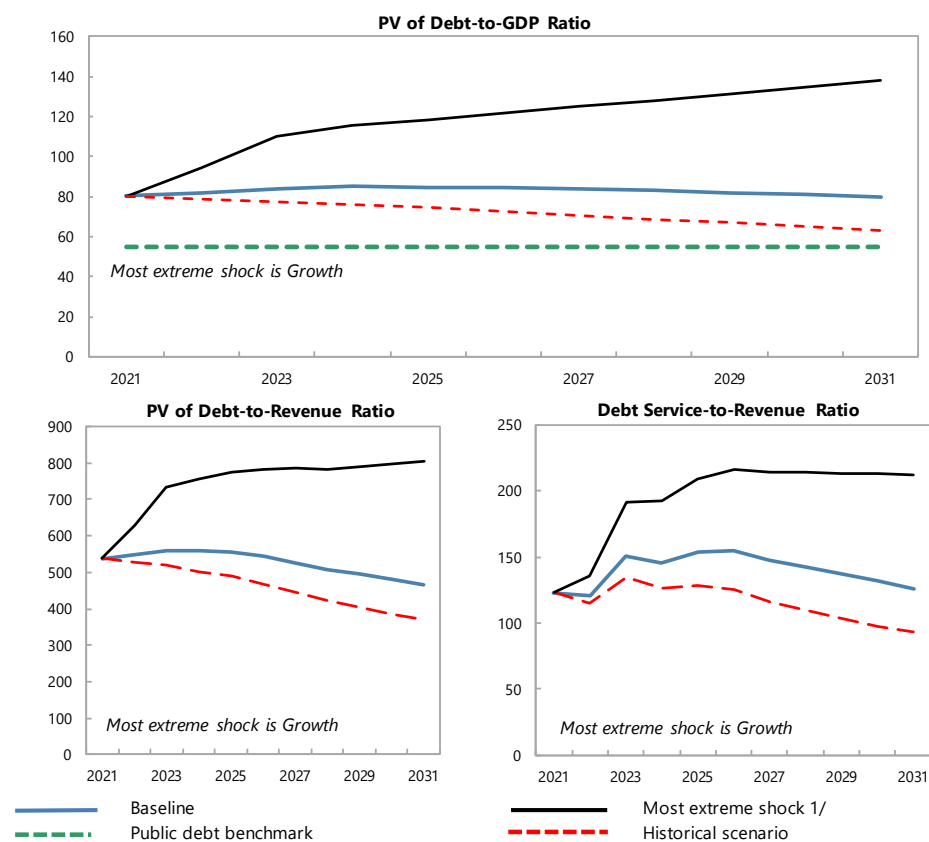 PV of Debt-to-GDP Ratio
160
140
120
100
80
60
40
20
0
Most extreme shock is Growth
2021 2023 2025 2027 2029 2031
PV of Debt-to-Revenue Ratio
900
800
700
600
500
400
300
200
100
0
Most extreme shock is Growth
2021 2023 2025 2027 2029 2031
Debt Service-to-Revenue Ratio
250
200
150
100
50
0
Most extreme shock is Growth
2021 2023 2025 2027 2029 2031
Baseline
Most extreme shock 1/
Public debt benchmark
Historical scenario